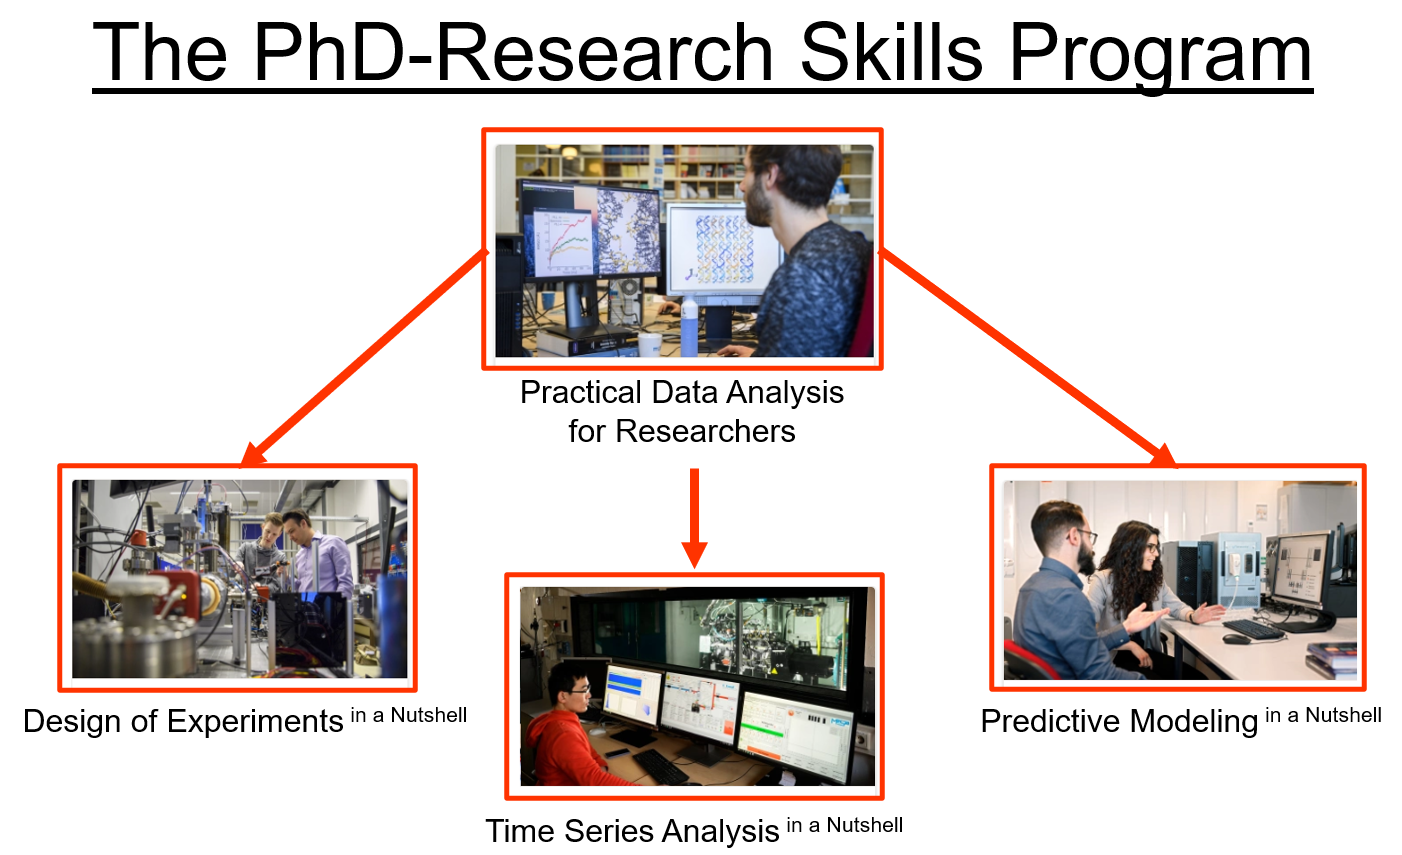 The PhD-Research Skills Program
Practical Data Analysis
for Researchers
Design of Experiments in a Nutshell
Predictive Modeling in a Nutshell
Time Series Analysis in a Nutshell